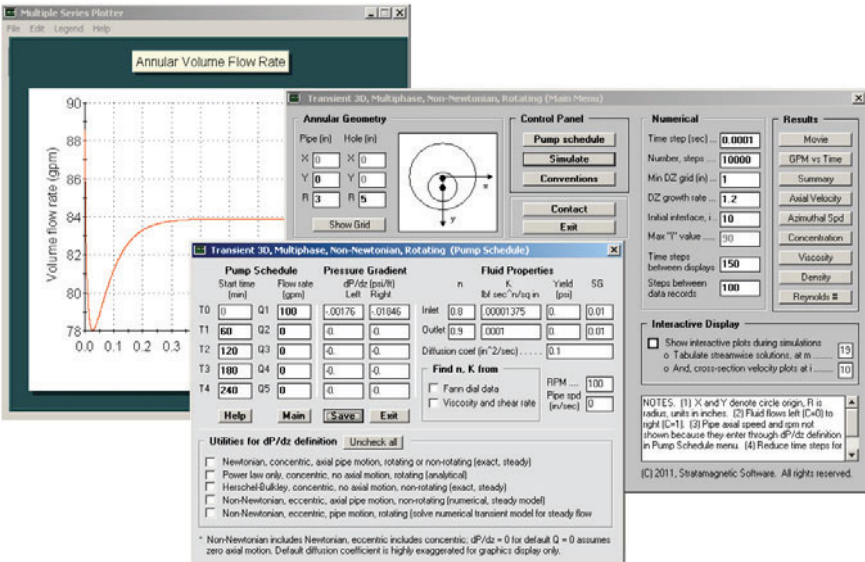 Multiple Series Plotter
File Edit Legend Help
Annular Volume Flow Rate
Volume flow rate (gpm)
90
88
86
84
82
80
78
0.0 0.1 0.2 0.3
Transient 3D, Multiphase, Non-Newtonian, Rotating (Main Menu)
Annular Geometry
Pipe (in) Hole (in)
X 0 X 0
Y 0 Y 0
R 3 R 5
Show Grid
x
y
Control Panel
Pump schedule
Simulate
Conventions
Contact
Exit
Numerical
Time step (sec) ... 0.0001
Number, steps .... 10000
Min DZ grid (in) ... 1
DZ growth rate ... 1.2
Initial interface, i .. 10
Max "I" value ..... 90
Time steps
between displays 150
Steps between
data records 100
Results
Movie
GPM vs Time
Summary
Axial Velocity
Azimuthal Spd
Concentration
Viscosity
Density
Reynolds #
Interactive Display
Show interactive plots during simulations
o Tabulate streamwise solutions, at m ...... 19
o And, cross-section velocity plots at i ...... 10
NOTES. (1) X and Y denote circle origin, R is
radius, units in inches. (2) Fluid flows left (C=0) to
right (C=1). (3) Pipe axial speed and rpm not
shown because they enter through dP/dz definition
in Pump Schedule menu. (4) Reduce time steps for
(C) 2011, Stratamagnetic Software. All rights reserved.
Transient 3D, Multiphase, Non-Newtonian, Rotating (Pump Schedule)
Pump Schedule Pressure Gradient Fluid Properties
Start time (min) Flow rate (gpm) dP/dz (psi/ft) Left Right n K lbf sec^n/sq in Yield (psi) SG
T0 0 Q1 100 -.00176 -.01846 Inlet 0.8 .00001375 0. 0.01
T1 60 Q2 0 -0. -0. Outlet 0.9 .0001 0. 0.01
T2 120 Q3 0 -0. -0. Diffusion coef (in^2/sec) ..... 0.1
T3 180 Q4 0 -0. -0.
T4 240 Q5 0 -0. -0.
Find n, K from
Fann dial data
Viscosity and shear rate
RPM .... 100
Pipe spd
(in/sec) 0
Help Main Save Exit
Utilities for dP/dz definition Uncheck all
Newtonian, concentric, axial pipe motion, rotating or non-rotating (exact, steady)
Power law only, concentric, no axial motion, rotating (analytical)
Herschel-Bulkley, concentric, no axial motion, non-rotating (exact, steady)
Non-Newtonian, eccentric, axial pipe motion, non-rotating (numerical, steady model)
Non-Newtonian, eccentric, pipe motion, rotating (solve numerical transient model for steady flow
* Non-Newtonian includes Newtonian, eccentric includes concentric; dP/dz = 0 for default Q = 0 assumes
zero axial motion. Default diffusion coefficient is highly exaggerated for graphics display only.